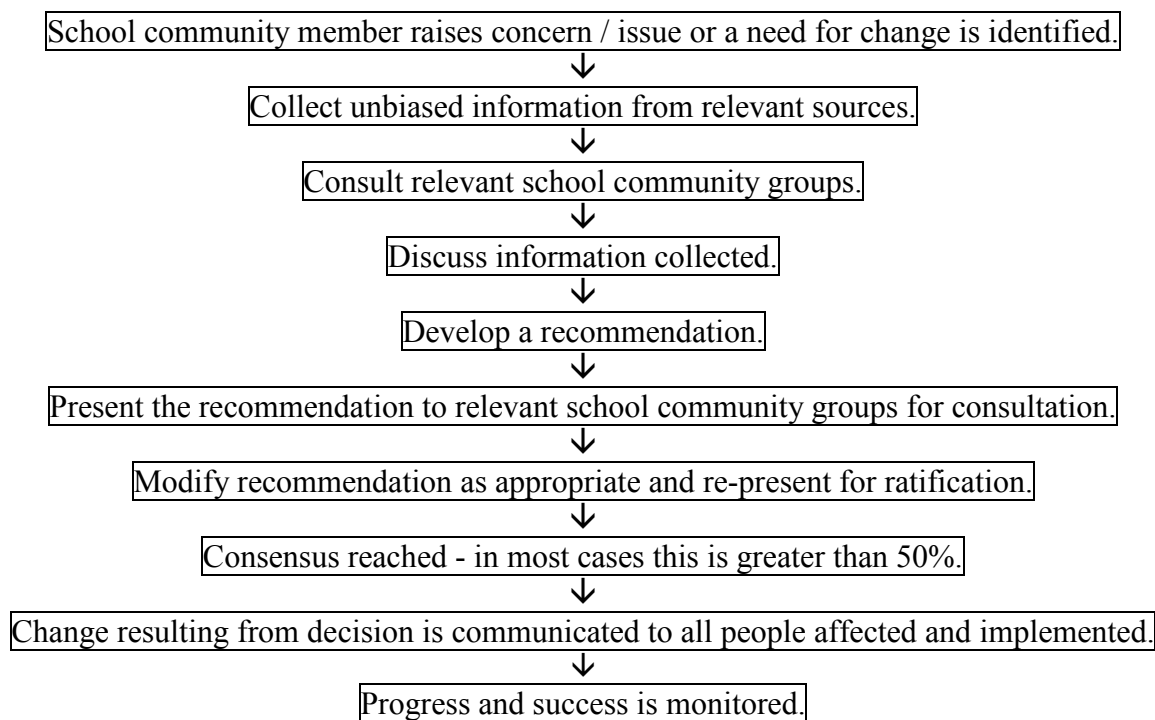 School community member raises concern / issue or a need for change is identified.
Collect unbiased information from relevant sources.
Consult relevant school community groups.
Discuss information collected.
Develop a recommendation.
Present the recommendation to relevant school community groups for consultation.
Modify recommendation as appropriate and re-present for ratification.
Consensus reached - in most cases this is greater than 50%.
Change resulting from decision is communicated to all people affected and implemented.
Progress and success is monitored.